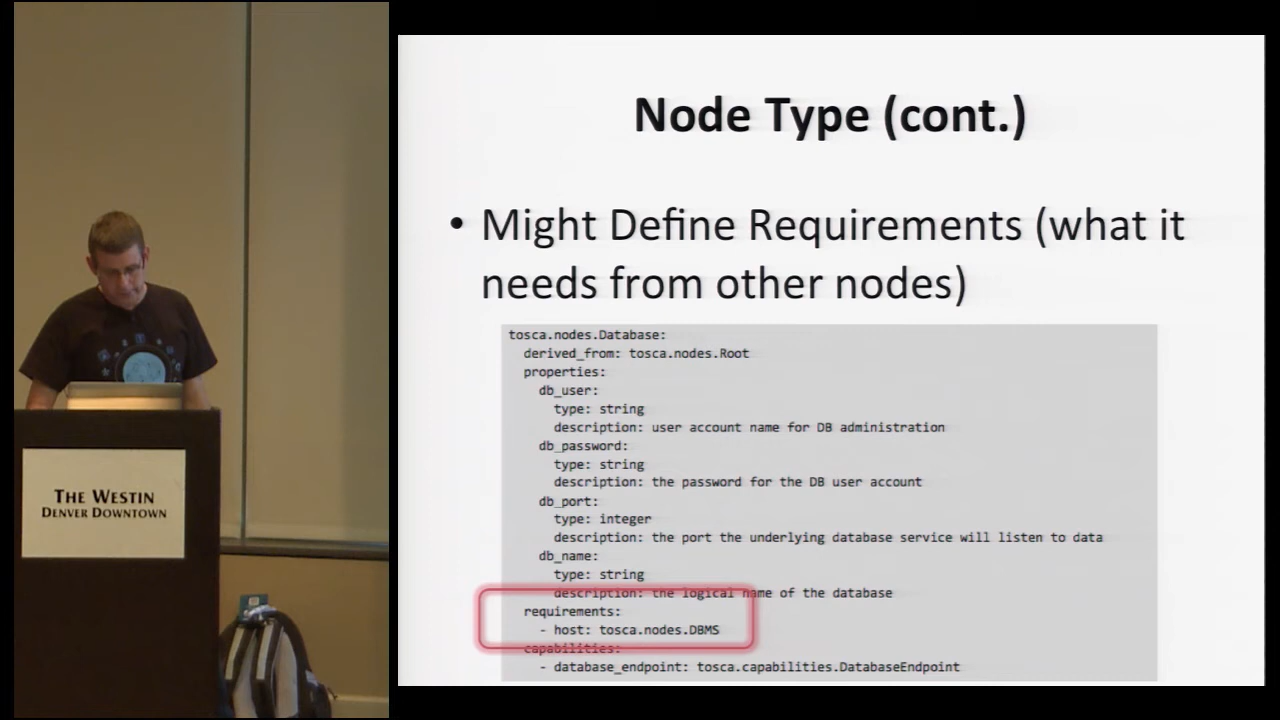 Node Type (cont.)
• Might Define Requirements (what it
needs from other nodes)
tosca.nodes.Database:
derived_from: tosca.nodes.Root
properties:
db_user:
type: string
description: user account name for DB administration
db_password:
type: string
description: the password for the DB user account
db_port:
type: integer
description: the port the underlying database service will listen to data
db_name:
type: string
description: the logical name of the database
requirements:
- host: tosca.nodes.DBMS
capabilities:
- database_endpoint: tosca.capabilities.DatabaseEndpoint
THE WESTIN
DENVER DOWNTOWN